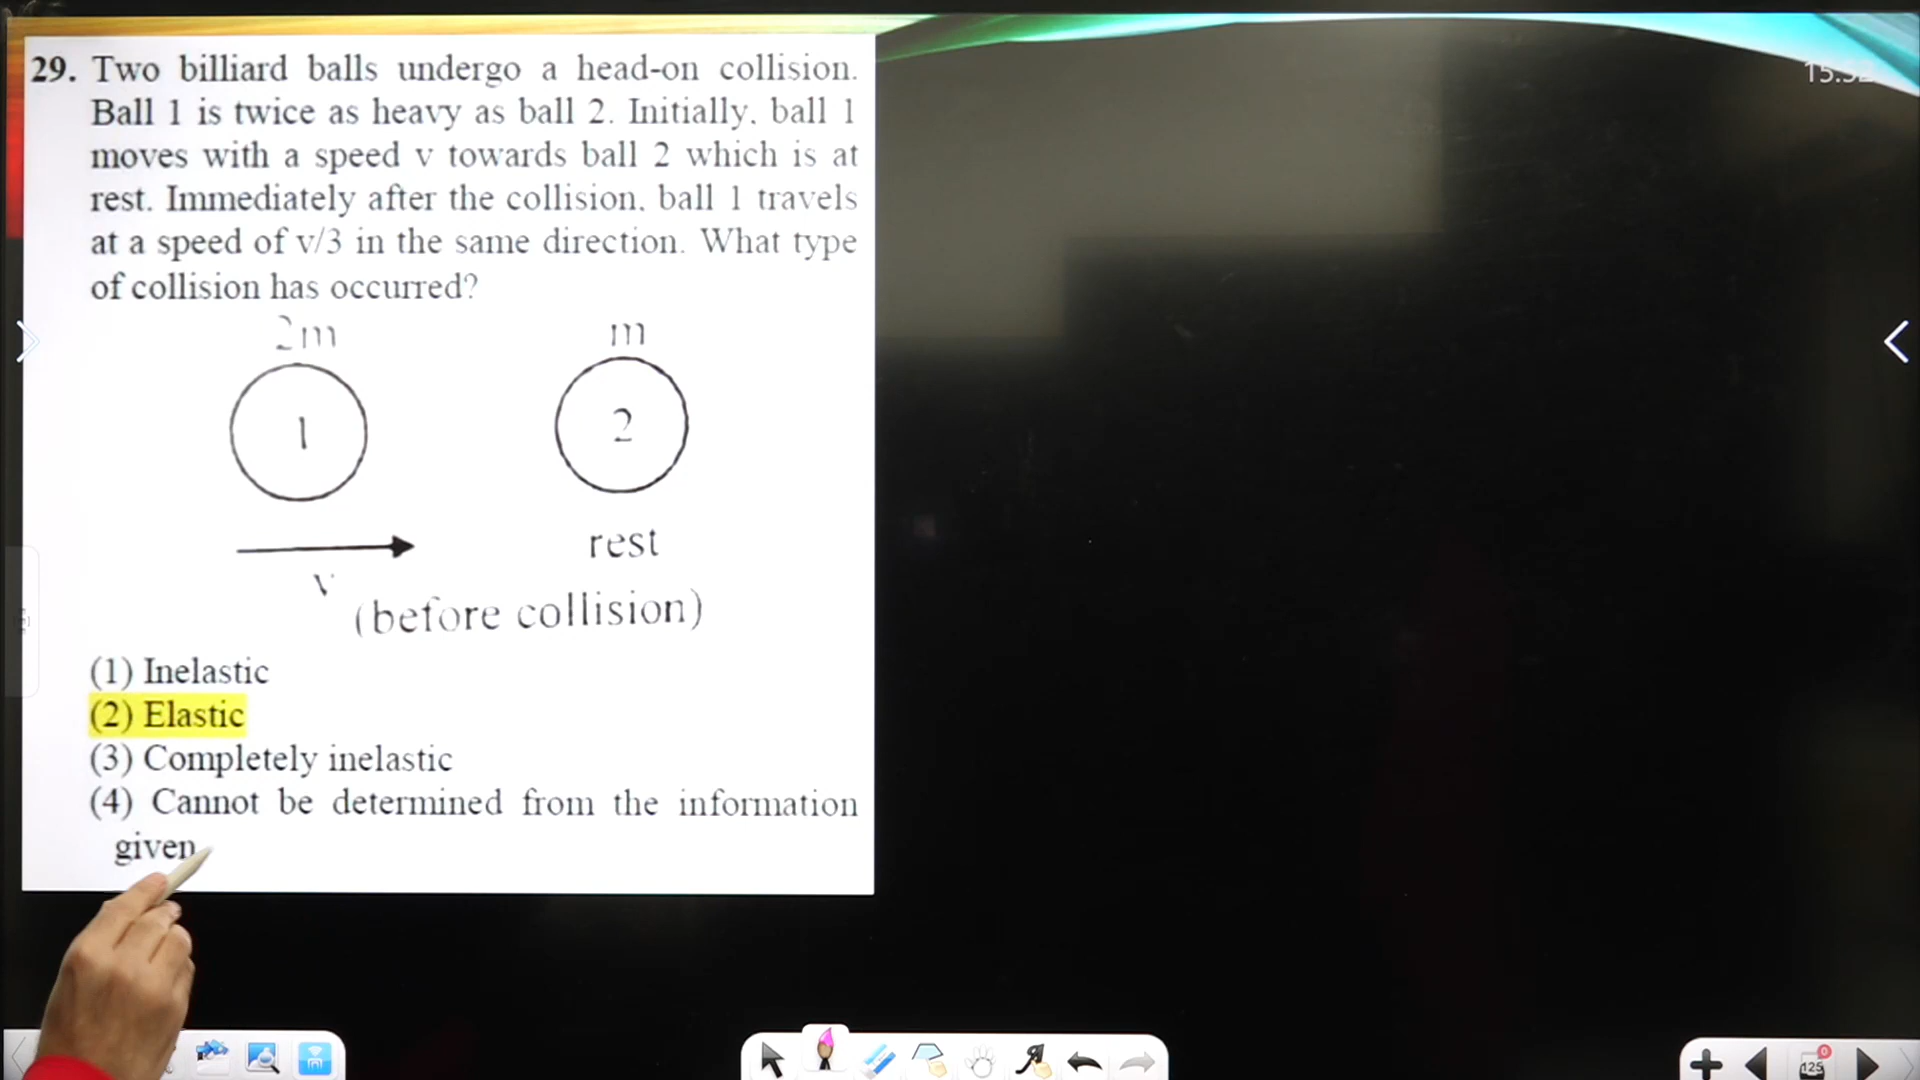 29. Two billiard balls undergo a head-on collision.
Ball 1 is twice as heavy as ball 2. Initially, ball 1
moves with a speed v towards ball 2 which is at
rest. Immediately after the collision, ball 1 travels
at a speed of v/3 in the same direction. What type
of collision has occurred?
2m
m
1
2
rest
v
(before collision)
(1) Inelastic
(2) Elastic
(3) Completely inelastic
(4) Cannot be determined from the information
given
125
0